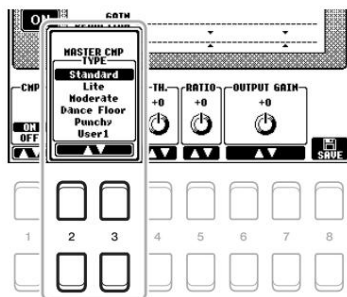 ON
GAIN
MASTER CMP
TYPE
Standard
Lite
Moderate
Dance Floor
Punchy
User1
CMP
ON
OFF
-TH.
+0
RATIO
+0
OUTPUT GAIN
+0
SAVE
1 2 3 4 5 6 7 8